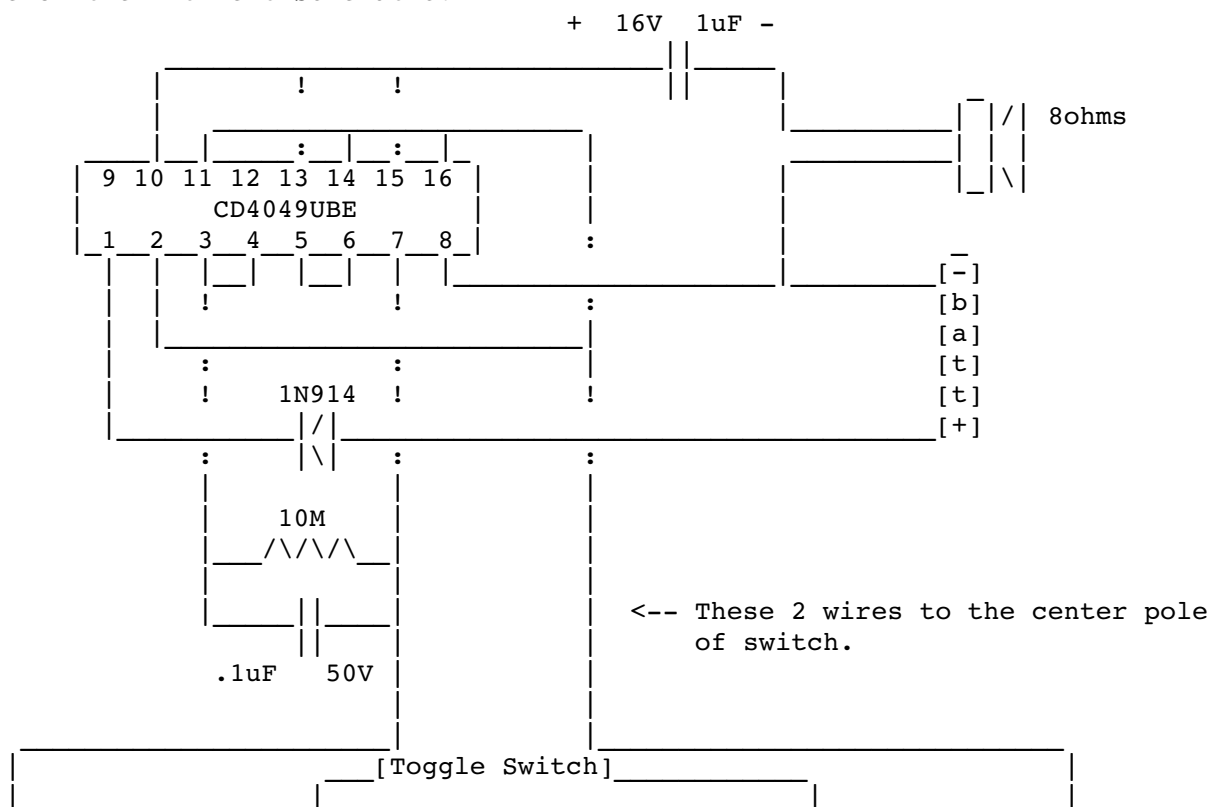 + 16V 1uF -
8ohms
9 10 11 12 13 14 15 16
CD4049UBE
1 2 3 4 5 6 7 8
[-]
[b]
[a]
[t]
[t]
1N914
[+]
10M
<-- These 2 wires to the center pole
of switch.
.1uF 50V
[Toggle Switch]